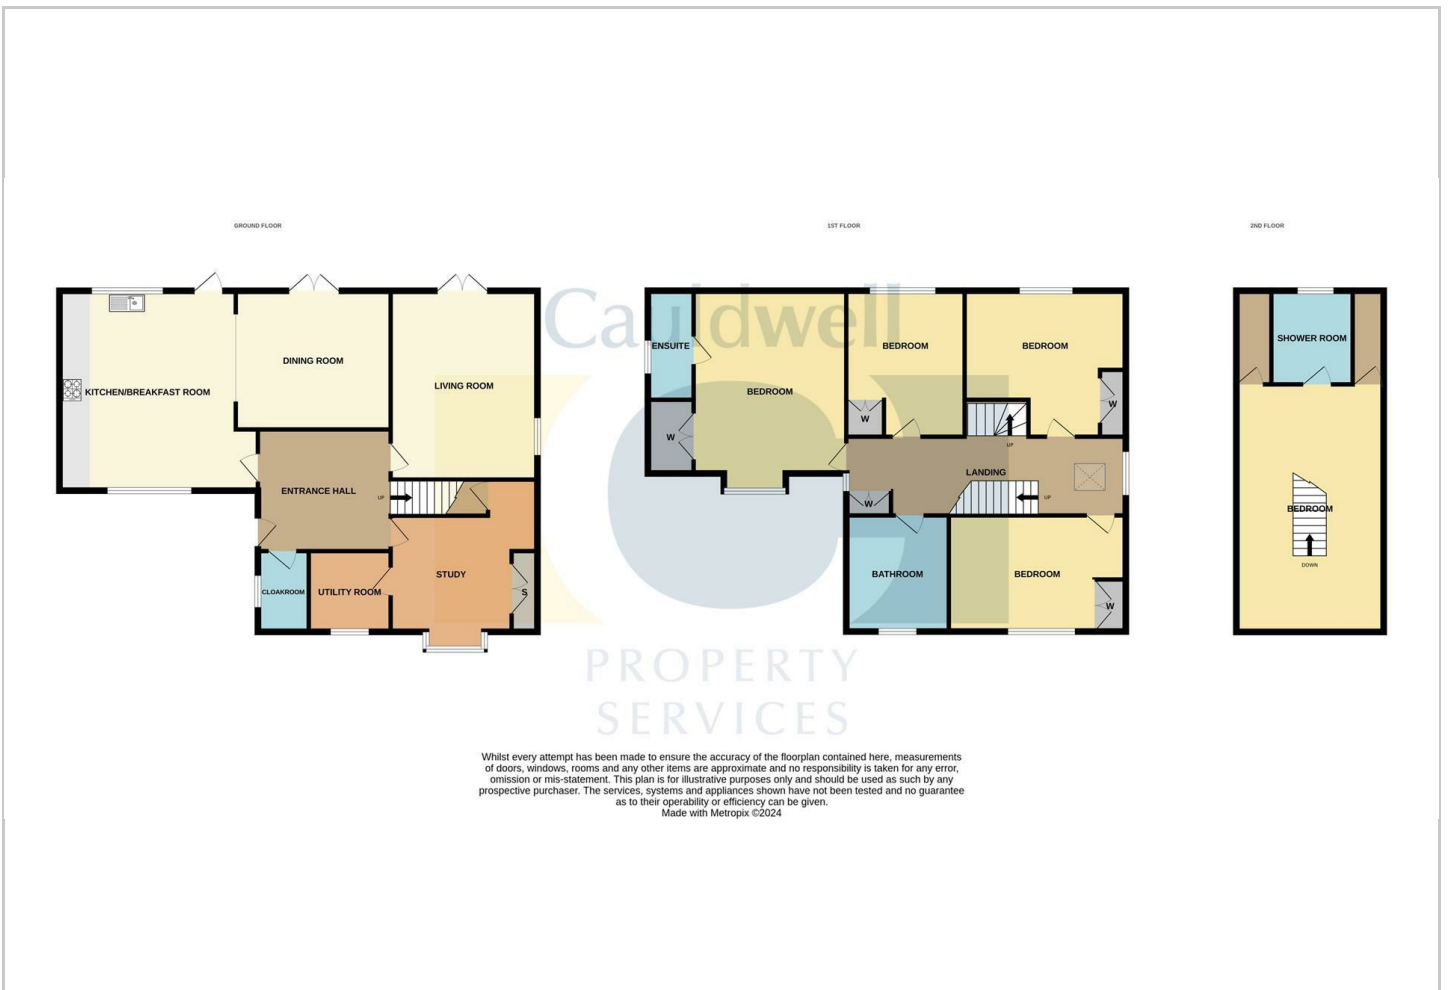 GROUND FLOOR
KITCHEN/BREAKFAST ROOM
DINING ROOM
LIVING ROOM
ENTRANCE HALL
UP
CLOAKROOM
UTILITY ROOM
STUDY
S
1ST FLOOR
ENSUITE
W
BEDROOM
BEDROOM
W
BEDROOM
W
UP
LANDING
UP
W
BATHROOM
BEDROOM
W
2ND FLOOR
SHOWER ROOM
BEDROOM
DOWN
Cauldwell
PROPERTY
SERVICES
Whilst every attempt has been made to ensure the accuracy of the floorplan contained here, measurements
of doors, windows, rooms and any other items are approximate and no responsibility is taken for any error,
omission or mis-statement. This plan is for illustrative purposes only and should be used as such by any
prospective purchaser. The services, systems and appliances shown have not been tested and no guarantee
as to their operability or efficiency can be given.
Made with Metropix ©2024